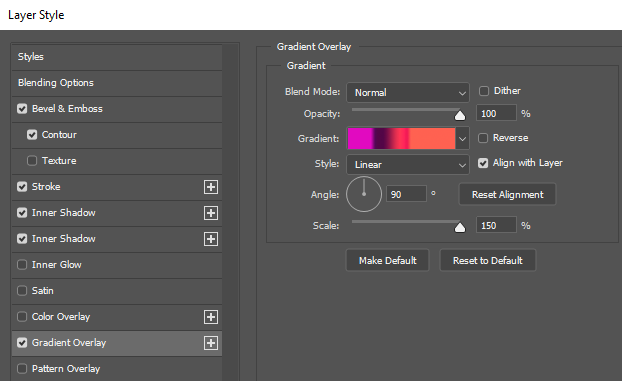 Layer Style
Styles
Blending Options
Bevel & Emboss
Contour
Texture
Stroke
Inner Shadow
Inner Shadow
Inner Glow
Satin
Color Overlay
Gradient Overlay
Pattern Overlay
Gradient Overlay
Gradient
Blend Mode: Normal Dither
Opacity: 100 %
Gradient: Reverse
Style: Linear Align with Layer
Angle: 90 ° Reset Alignment
Scale: 150 %
Make Default Reset to Default